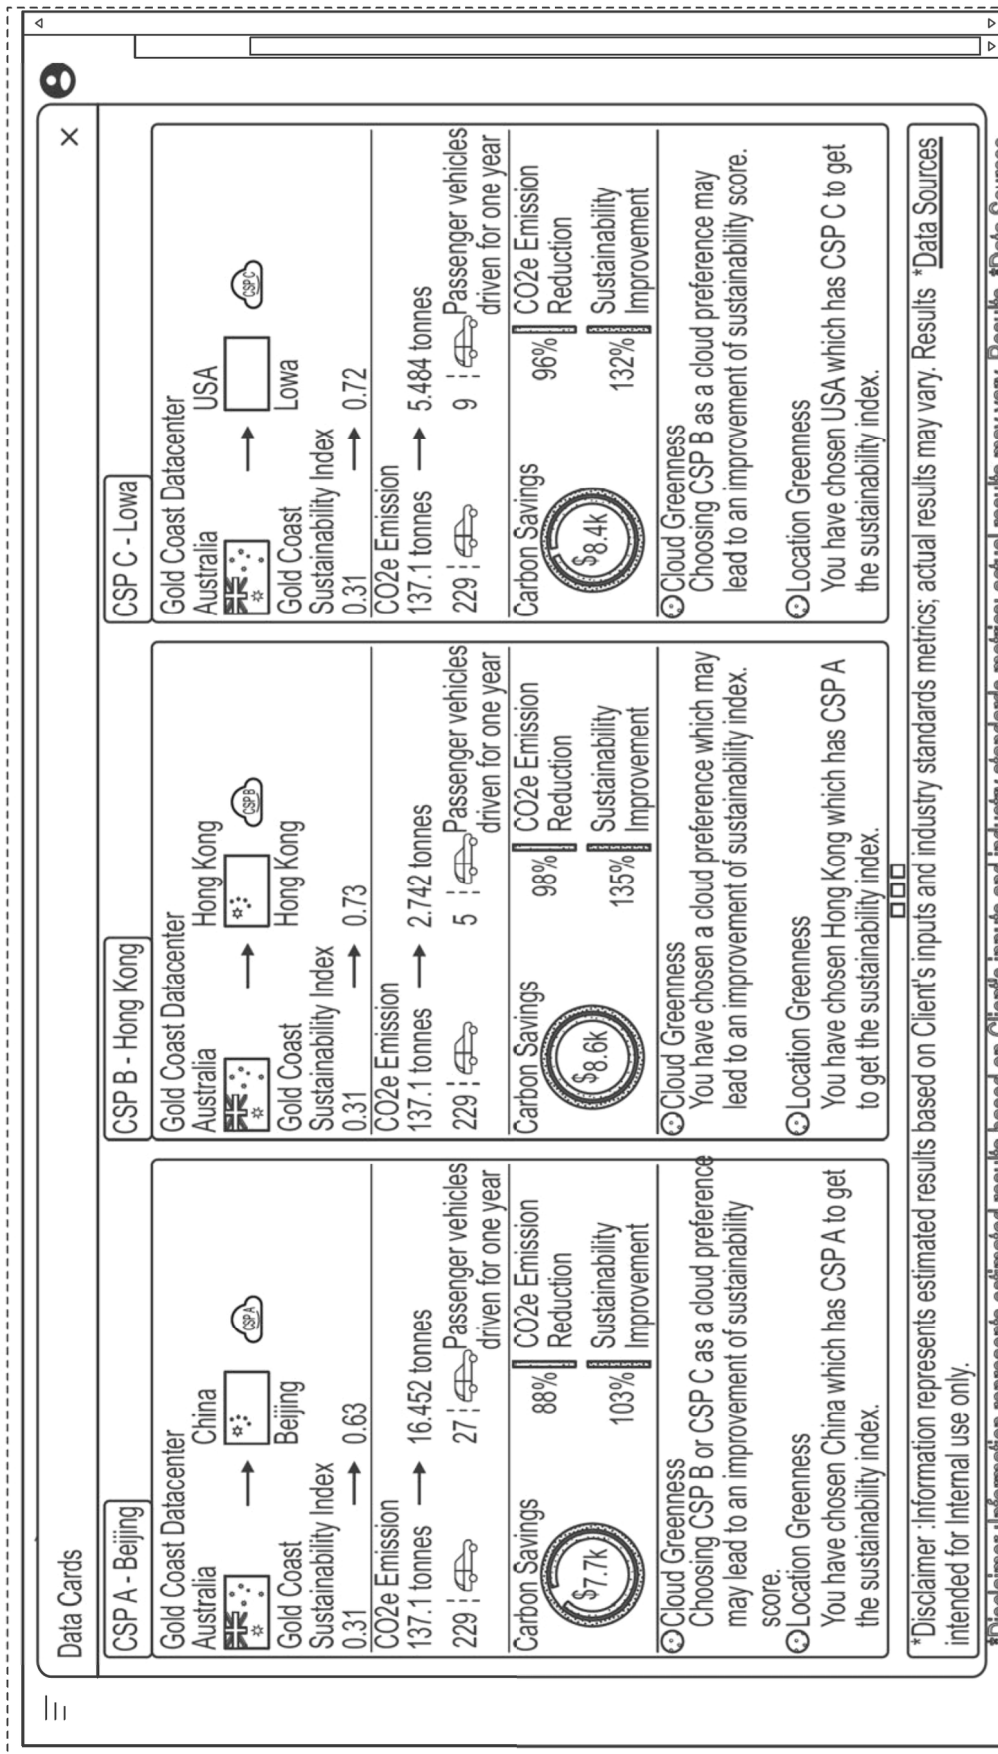 Data Cards
×
CSP A - Beijing
Gold Coast Datacenter
Australia China
CSP A
Gold Coast Beijing
Sustainability Index
0.31 0.63
CO2e Emission
137.1 tonnes 16.452 tonnes
229 27 Passenger vehicles
driven for one year
Carbon Savings
$7.7k
88% CO2e Emission
Reduction
103% Sustainability
Improvement
Cloud Greenness
Choosing CSP B or CSP C as a cloud preference
may lead to an improvement of sustainability
score.
Location Greenness
You have chosen China which has CSP A to get
the sustainability index.
CSP B - Hong Kong
Gold Coast Datacenter
Australia Hong Kong
CSP B
Gold Coast Hong Kong
Sustainability Index
0.31 0.73
CO2e Emission
137.1 tonnes 2.742 tonnes
229 5 Passenger vehicles
driven for one year
Carbon Savings
$8.6k
98% CO2e Emission
Reduction
135% Sustainability
Improvement
Cloud Greenness
You have chosen a cloud preference which may
lead to an improvement of sustainability index.
Location Greenness
You have chosen Hong Kong which has CSP A
to get the sustainability index.
CSP C - Lowa
Gold Coast Datacenter
Australia USA
CSP C
Gold Coast Lowa
Sustainability Index
0.31 0.72
CO2e Emission
137.1 tonnes 5.484 tonnes
229 9 Passenger vehicles
driven for one year
Carbon Savings
$8.4k
96% CO2e Emission
Reduction
132% Sustainability
Improvement
Cloud Greenness
Choosing CSP B as a cloud preference may
lead to an improvement of sustainability score.
Location Greenness
You have chosen USA which has CSP C to get
the sustainability index.
*Disclaimer :Information represents estimated results based on Client's inputs and industry standards metrics; actual results may vary. Results *Data Sources
intended for Internal use only.